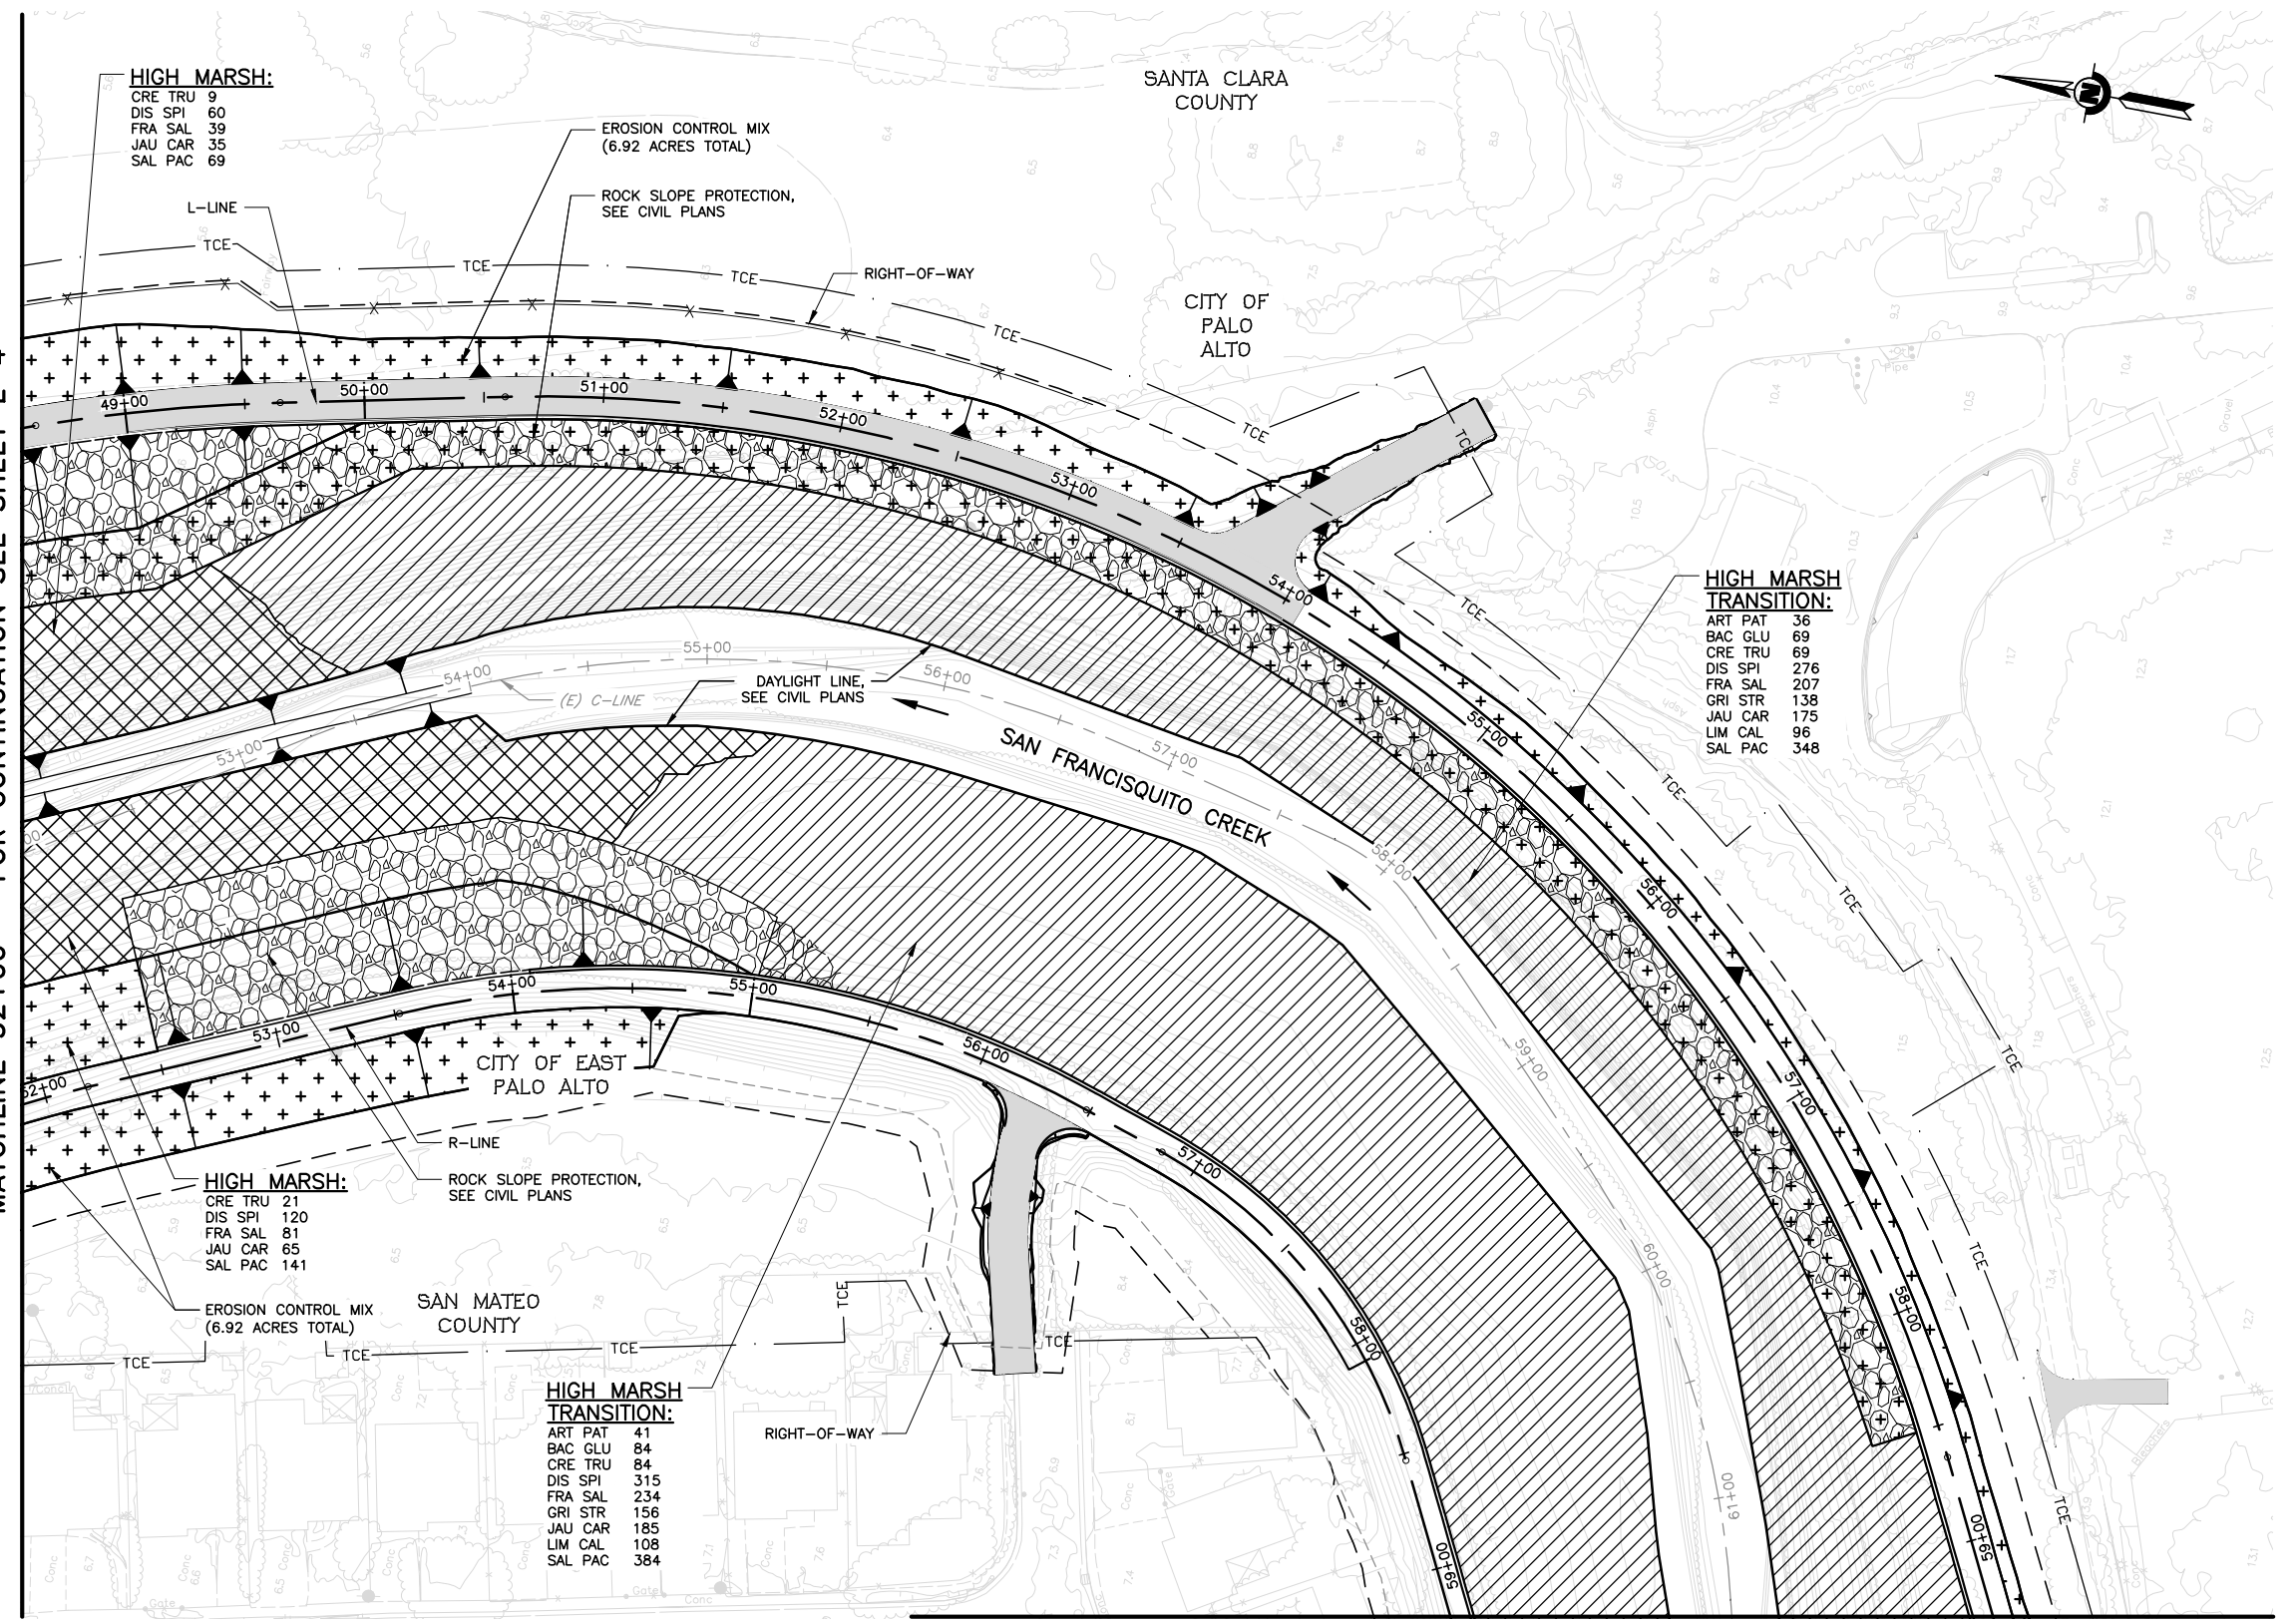 HIGH MARSH:
CRE TRU 9
DIS SPI 60
FRA SAL 39
JAU CAR 35
SAL PAC 69
EROSION CONTROL MIX
(6.92 ACRES TOTAL)
ROCK SLOPE PROTECTION,
SEE CIVIL PLANS
L-LINE
SANTA CLARA
COUNTY
N
TCE
TCE
TCE
TCE
TCE
TCE
RIGHT-OF-WAY
CITY OF
PALO
ALTO
49+00
50+00
51+00
52+00
53+00
54+00
55+00
56+00
57+00
58+00
59+00
HIGH MARSH
TRANSITION:
ART PAT 36
BAC GLU 69
CRE TRU 69
DIS SPI 276
FRA SAL 207
GRI STR 138
JAU CAR 175
LIM CAL 96
SAL PAC 348
TCE
TCE
TCE
TCE
TCE
TCE
53+00
54+00
55+00
56+00
57+00
58+00
59+00
60+00
61+00
(E) C-LINE
DAYLIGHT LINE,
SEE CIVIL PLANS
SAN FRANCISQUITO CREEK
52+00
53+00
54+00
55+00
56+00
57+00
58+00
59+00
CITY OF EAST
PALO ALTO
R-LINE
ROCK SLOPE PROTECTION,
SEE CIVIL PLANS
HIGH MARSH:
CRE TRU 21
DIS SPI 120
FRA SAL 81
JAU CAR 65
SAL PAC 141
EROSION CONTROL MIX
(6.92 ACRES TOTAL)
SAN MATEO
COUNTY
TCE
TCE
TCE
TCE
TCE
HIGH MARSH
TRANSITION:
ART PAT 41
BAC GLU 84
CRE TRU 84
DIS SPI 315
FRA SAL 234
GRI STR 156
JAU CAR 185
LIM CAL 108
SAL PAC 384
RIGHT-OF-WAY